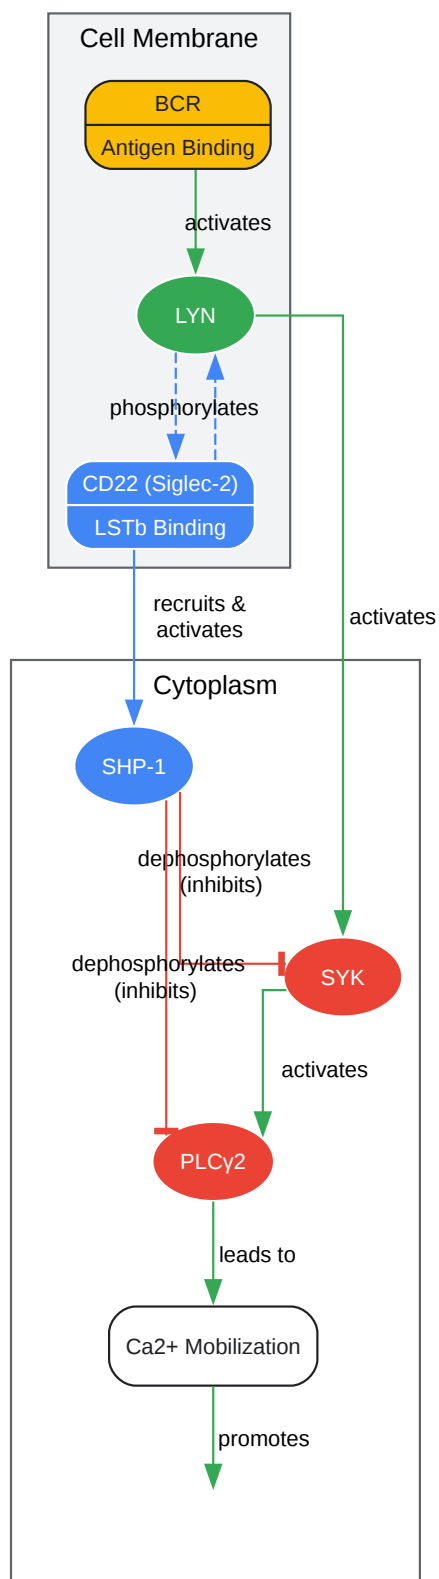 Cell Membrane
BCR
Antigen Binding
activates
LYN
phosphorylates
CD22 (Siglec-2)
LSTb Binding
recruits &
activates
activates
Cytoplasm
SHP-1
dephosphorylates
(inhibits)
dephosphorylates
(inhibits)
SYK
activates
PLCγ2
leads to
Ca2+ Mobilization
promotes